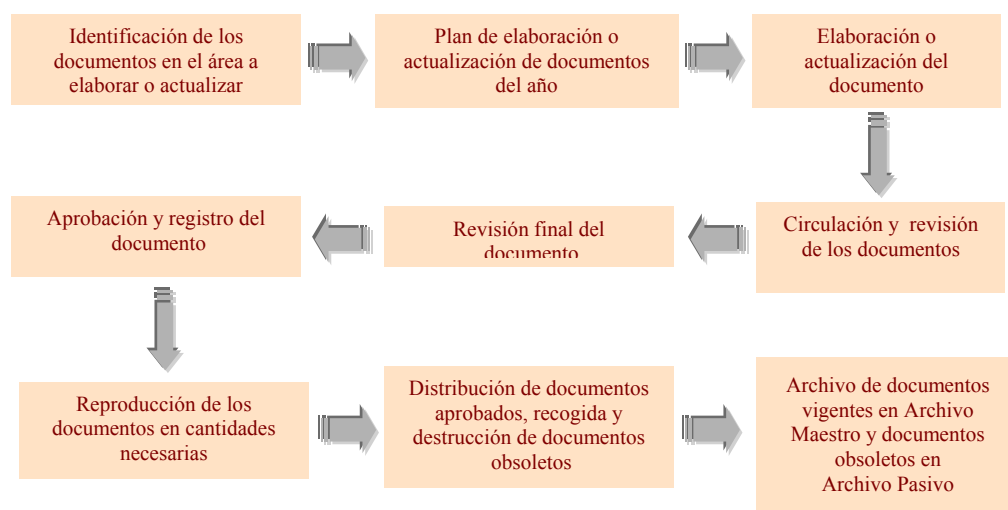 Identificación de los
documentos en el área a
elaborar o actualizar
Plan de elaboración o
actualización de documentos
del año
Elaboración o
actualización del
documento
Circulación y revisión
de los documentos
Revisión final del
documento
Aprobación y registro del
documento
Reproducción de los
documentos en cantidades
necesarias
Distribución de documentos
aprobados, recogida y
destrucción de documentos
obsoletos
Archivo de documentos
vigentes en Archivo
Maestro y documentos
obsoletos en
Archivo Pasivo